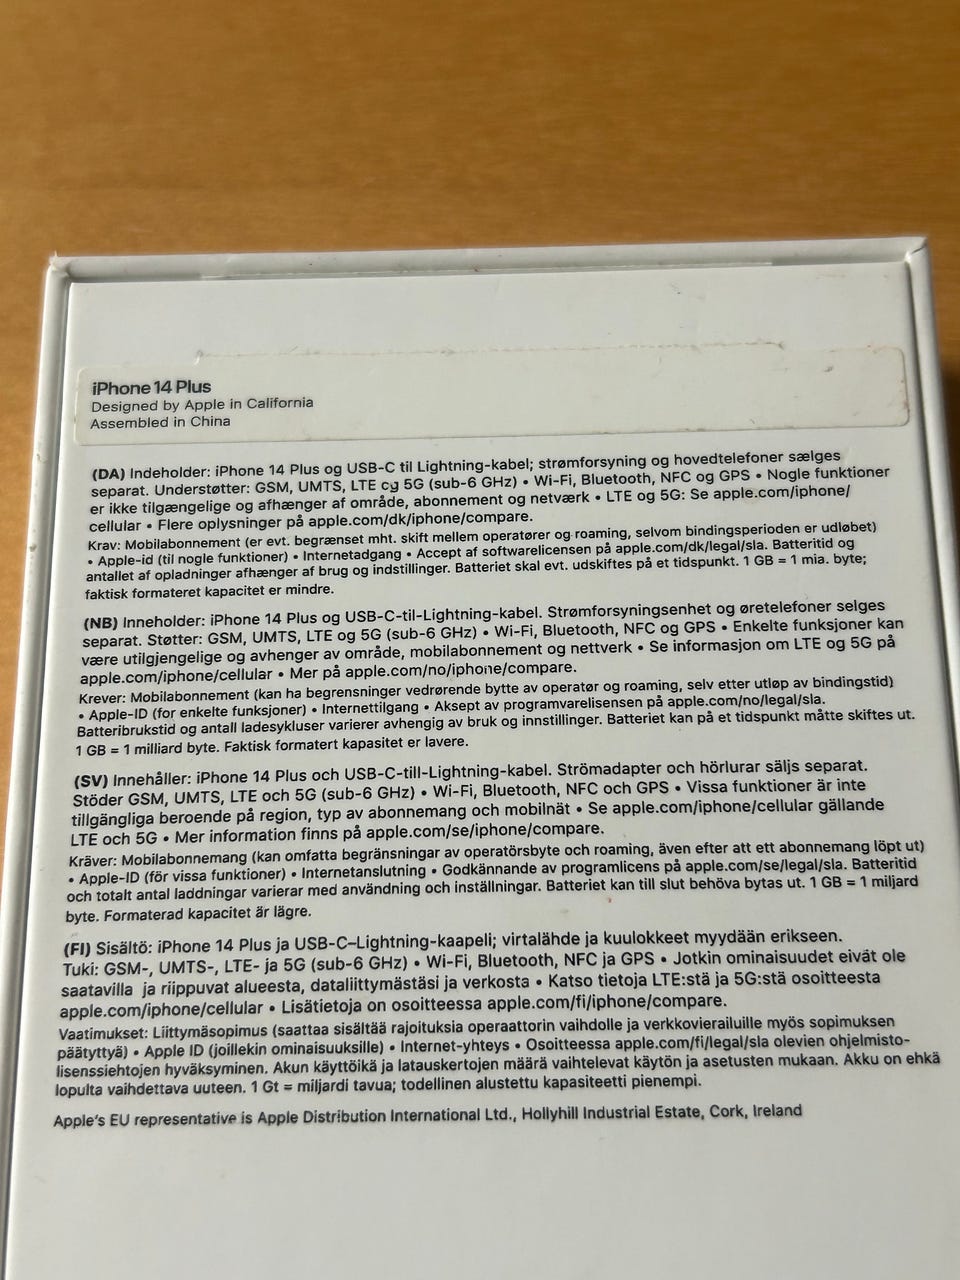 iPhone 14 Plus
Designed by Apple in California
Assembled in China
(DA) Indeholder: iPhone 14 Plus og USB-C til Lightning-kabel; strømforsyning og hovedtelefoner sælges
separat. Understøtter: GSM, UMTS, LTE og 5G (sub-6 GHz) • Wi-Fi, Bluetooth, NFC og GPS • Nogle funktioner
er ikke tilgængelige og afhænger af område, abonnement og netværk • LTE og 5G: Se apple.com/iphone/
cellular • Flere oplysninger på apple.com/dk/iphone/compare.
Krav: Mobilabonnement (er evt. begrænset mht. skift mellem operatører og roaming, selvom bindingsperioden er udløbet)
• Apple-id (til nogle funktioner) • Internetadgang • Accept af softwarelicensen på apple.com/dk/legal/sla. Batteritid og
antallet af opladninger afhænger af brug og indstillinger. Batteriet skal evt. udskiftes på et tidspunkt. 1 GB = 1 mia. byte;
faktisk formateret kapacitet er mindre.
(NB) Inneholder: iPhone 14 Plus og USB-C-til-Lightning-kabel. Strømforsyningsenhet og øretelefoner selges
separat. Støtter: GSM, UMTS, LTE og 5G (sub-6 GHz) • Wi-Fi, Bluetooth, NFC og GPS • Enkelte funksjoner kan
være utilgjengelige og avhenger av område, mobilabonnement og nettverk • Se informasjon om LTE og 5G på
apple.com/iphone/cellular • Mer på apple.com/no/iphone/compare.
Krever: Mobilabonnement (kan ha begrensninger vedrørende bytte av operatør og roaming, selv etter utløp av bindingstid)
• Apple-ID (for enkelte funksjoner) • Internettilgang • Aksept av programvarelisensen på apple.com/no/legal/sla.
Batteribrukstid og antall ladesykluser varierer avhengig av bruk og innstillinger. Batteriet kan på et tidspunkt måtte skiftes ut.
1 GB = 1 milliard byte. Faktisk formatert kapasitet er lavere.
(SV) Innehåller: iPhone 14 Plus och USB-C-till-Lightning-kabel. Strömadapter och hörlurar säljs separat.
Stöder GSM, UMTS, LTE och 5G (sub-6 GHz) • Wi-Fi, Bluetooth, NFC och GPS • Vissa funktioner är inte
tillgängliga beroende på region, typ av abonnemang och mobilnät • Se apple.com/iphone/cellular gällande
LTE och 5G • Mer information finns på apple.com/se/iphone/compare.
Kräver: Mobilabonnemang (kan omfatta begränsningar av operatörsbyte och roaming, även efter att ett abonnemang löpt ut)
• Apple-ID (för vissa funktioner) • Internetanslutning • Godkännande av programlicens på apple.com/se/legal/sla. Batteritid
och totalt antal laddningar varierar med användning och inställningar. Batteriet kan till slut behöva bytas ut. 1 GB = 1 miljard
byte. Formaterad kapacitet är lägre.
(FI) Sisältö: iPhone 14 Plus ja USB-C–Lightning-kaapeli; virtalähde ja kuulokkeet myydään erikseen.
Tuki: GSM-, UMTS-, LTE- ja 5G (sub-6 GHz) • Wi-Fi, Bluetooth, NFC ja GPS • Jotkin ominaisuudet eivät ole
saatavilla ja riippuvat alueesta, dataliittymästäsi ja verkosta • Katso tietoja LTE:stä ja 5G:stä osoitteesta
apple.com/iphone/cellular • Lisätietoja on osoitteessa apple.com/fi/iphone/compare.
Vaatimukset: Liittymäsopimus (saattaa sisältää rajoituksia operaattorin vaihdolle ja verkkovierailuille myös sopimuksen
päätyttyä) • Apple ID (joillekin ominaisuuksille) • Internet-yhteys • Osoitteessa apple.com/fi/legal/sla olevien ohjelmisto-
lisenssiehtojen hyväksyminen. Akun käyttöikä ja latauskertojen määrä vaihtelevat käytön ja asetusten mukaan. Akku on ehkä
lopulta vaihdettava uuteen. 1 Gt = miljardi tavua; todellinen alustettu kapasiteetti pienempi.
Apple's EU representative is Apple Distribution International Ltd., Hollyhill Industrial Estate, Cork, Ireland